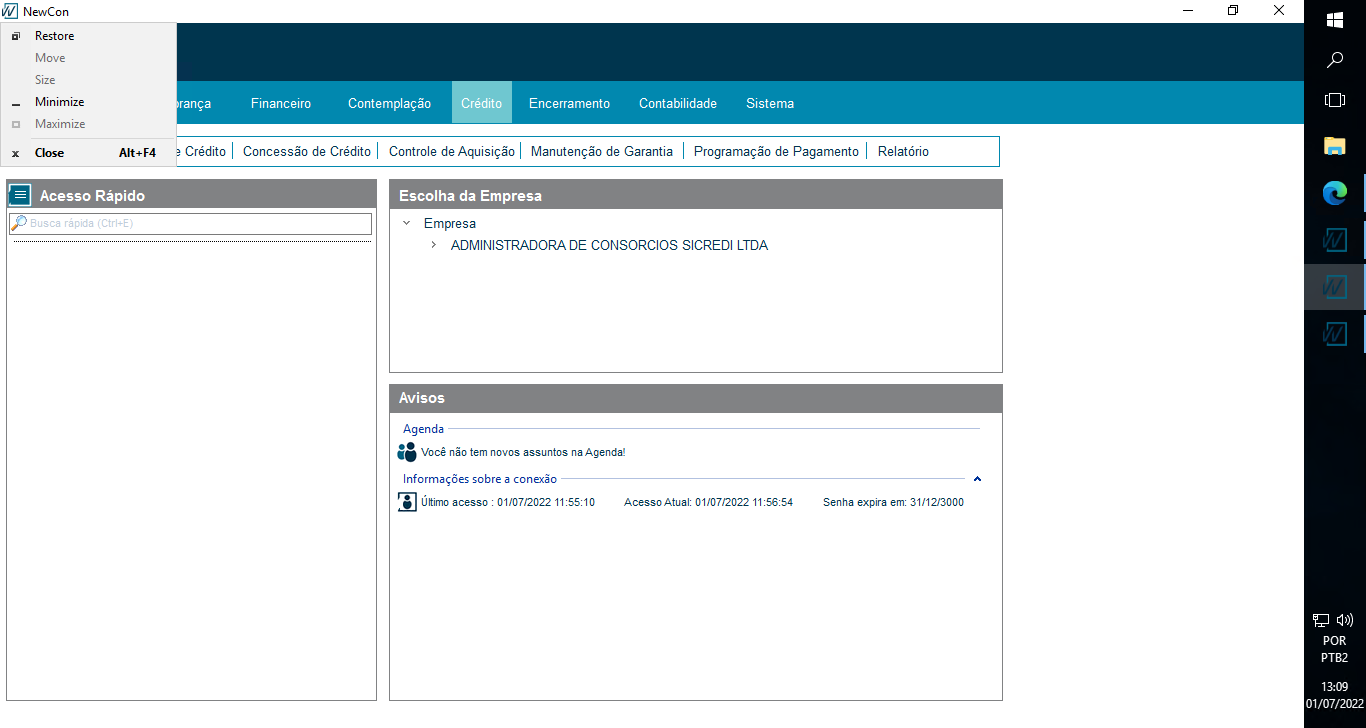 NewCon
Restore
Move
Size
Minimize
Maximize
Close Alt+F4
rança Financeiro Contemplação Crédito Encerramento Contabilidade Sistema
e Crédito Concessão de Crédito Controle de Aquisição Manutenção de Garantia Programação de Pagamento Relatório
Acesso Rápido
Busca rápida (Ctrl+E)
Escolha da Empresa
Empresa
ADMINISTRADORA DE CONSORCIOS SICREDI LTDA
Avisos
Agenda
Você não tem novos assuntos na Agenda!
Informações sobre a conexão
Último acesso : 01/07/2022 11:55:10 Acesso Atual: 01/07/2022 11:56:54 Senha expira em: 31/12/3000
POR
PTB2
13:09
01/07/2022